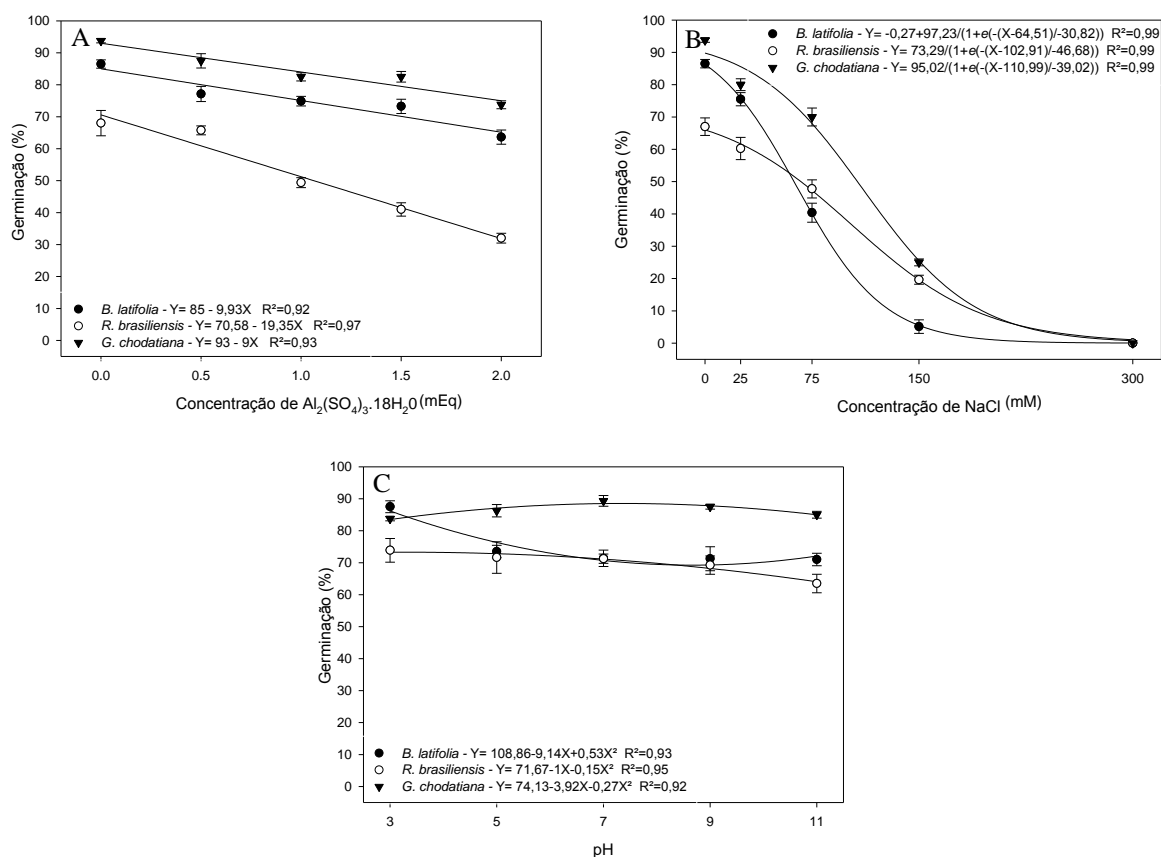 A
Germinação (%)
100
90
80
70
60
50
40
30
20
10
0
B. latifolia - Y= 85 - 9,93X R²=0,92
R. brasiliensis - Y= 70,58 - 19,35X R²=0,97
G. chodatiana - Y= 93 - 9X R²=0,93
0.0 0.5 1.0 1.5 2.0
Concentração de Al₂(SO₄)₃.18H₂0 (mEq)
B
Germinação (%)
100
90
80
70
60
50
40
30
20
10
0
B. latifolia - Y= -0,27+97,23/(1+e(-(X-64,51)/-30,82)) R²=0,99
R. brasiliensis - Y= 73,29/(1+e(-(X-102,91)/-46,68)) R²=0,99
G. chodatiana - Y= 95,02/(1+e(-(X-110,99)/-39,02)) R²=0,99
0 25 75 150 300
Concentração de NaCl (mM)
C
Germinação (%)
100
90
80
70
60
50
40
30
20
10
0
B. latifolia - Y= 108,86-9,14X+0,53X² R²=0,93
R. brasiliensis - Y= 71,67-1X-0,15X² R²=0,95
G. chodatiana - Y= 74,13-3,92X-0,27X² R²=0,92
3 5 7 9 11
pH